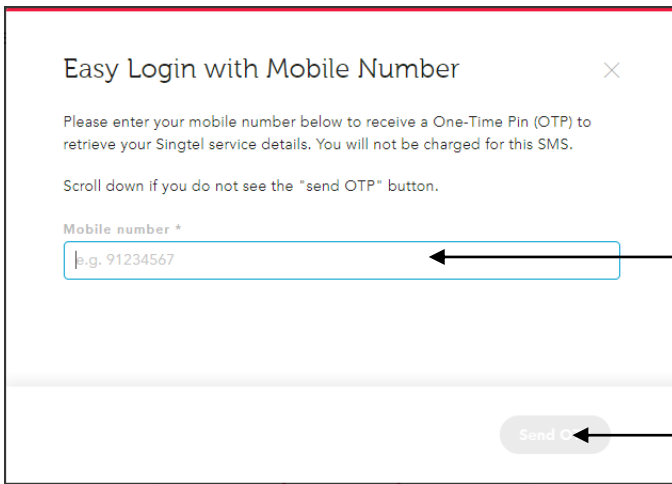 Easy Login with Mobile Number
Please enter your mobile number below to receive a One-Time Pin (OTP) to
retrieve your Singtel service details. You will not be charged for this SMS.
Scroll down if you do not see the "send OTP" button.
Mobile number *
e.g. 91234567
Send